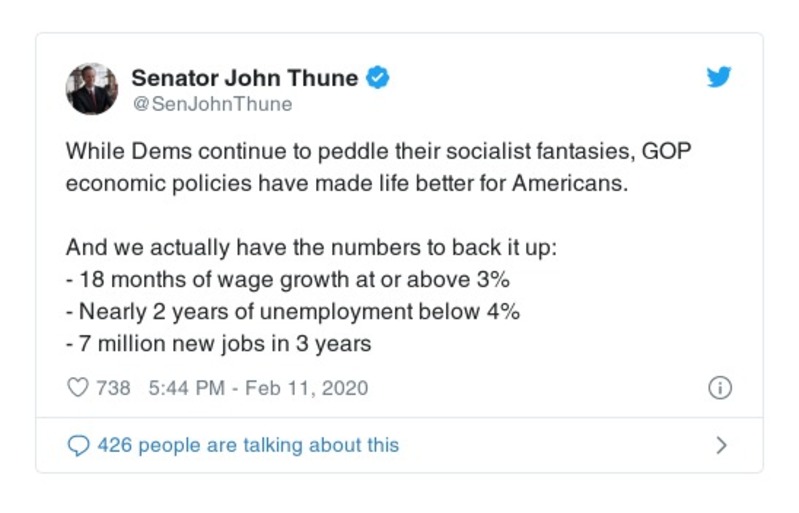 Senator John Thune
@SenJohnThune
While Dems continue to peddle their socialist fantasies, GOP
economic policies have made life better for Americans.
And we actually have the numbers to back it up:
- 18 months of wage growth at or above 3%
- Nearly 2 years of unemployment below 4%
- 7 million new jobs in 3 years
738 5:44 PM - Feb 11, 2020
426 people are talking about this